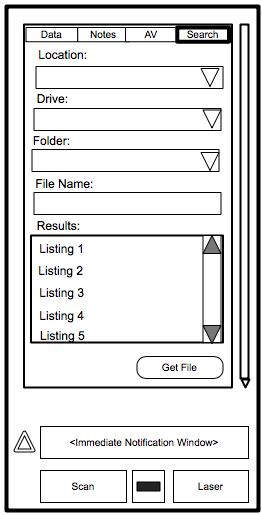 Data Notes AV Search
Location:
Drive:
Folder:
File Name:
Results:
Listing 1
Listing 2
Listing 3
Listing 4
Listing 5
Get File
<Immediate Notification Window>
Scan Laser